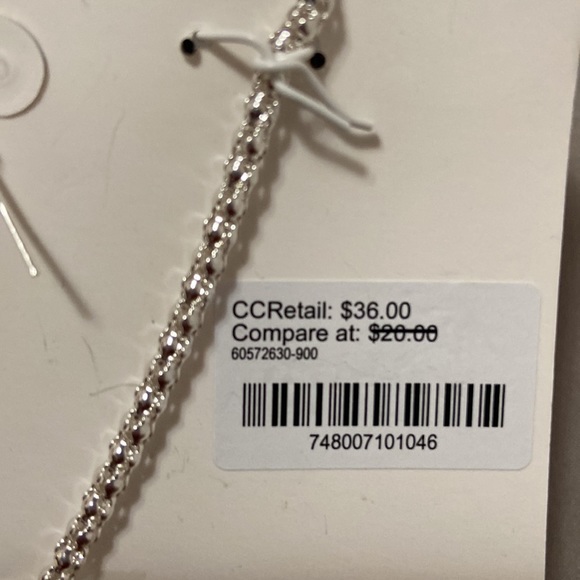 CCRetail: $36.00
Compare at: $20.00
60572630-900
748007101046